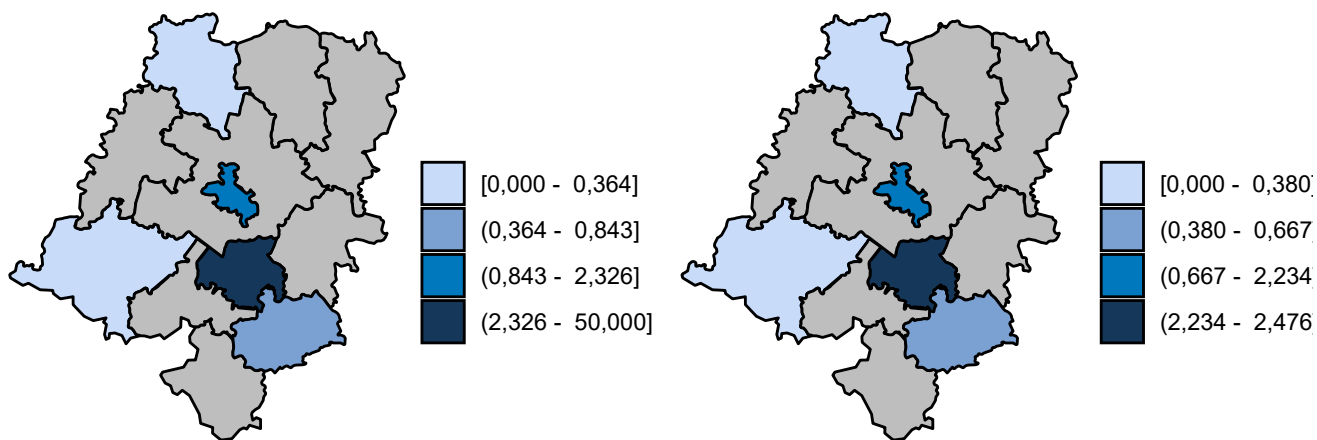 [0,000 - 0,364]
(0,364 - 0,843]
(0,843 - 2,326]
(2,326 - 50,000]
[0,000 - 0,380]
(0,380 - 0,667]
(0,667 - 2,234]
(2,234 - 2,476]